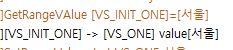 ]GetRangeVAlue [VS_INIT_ONE]=[서울]
][VS_INIT_ONE] -> [VS_ONE] value[서울]